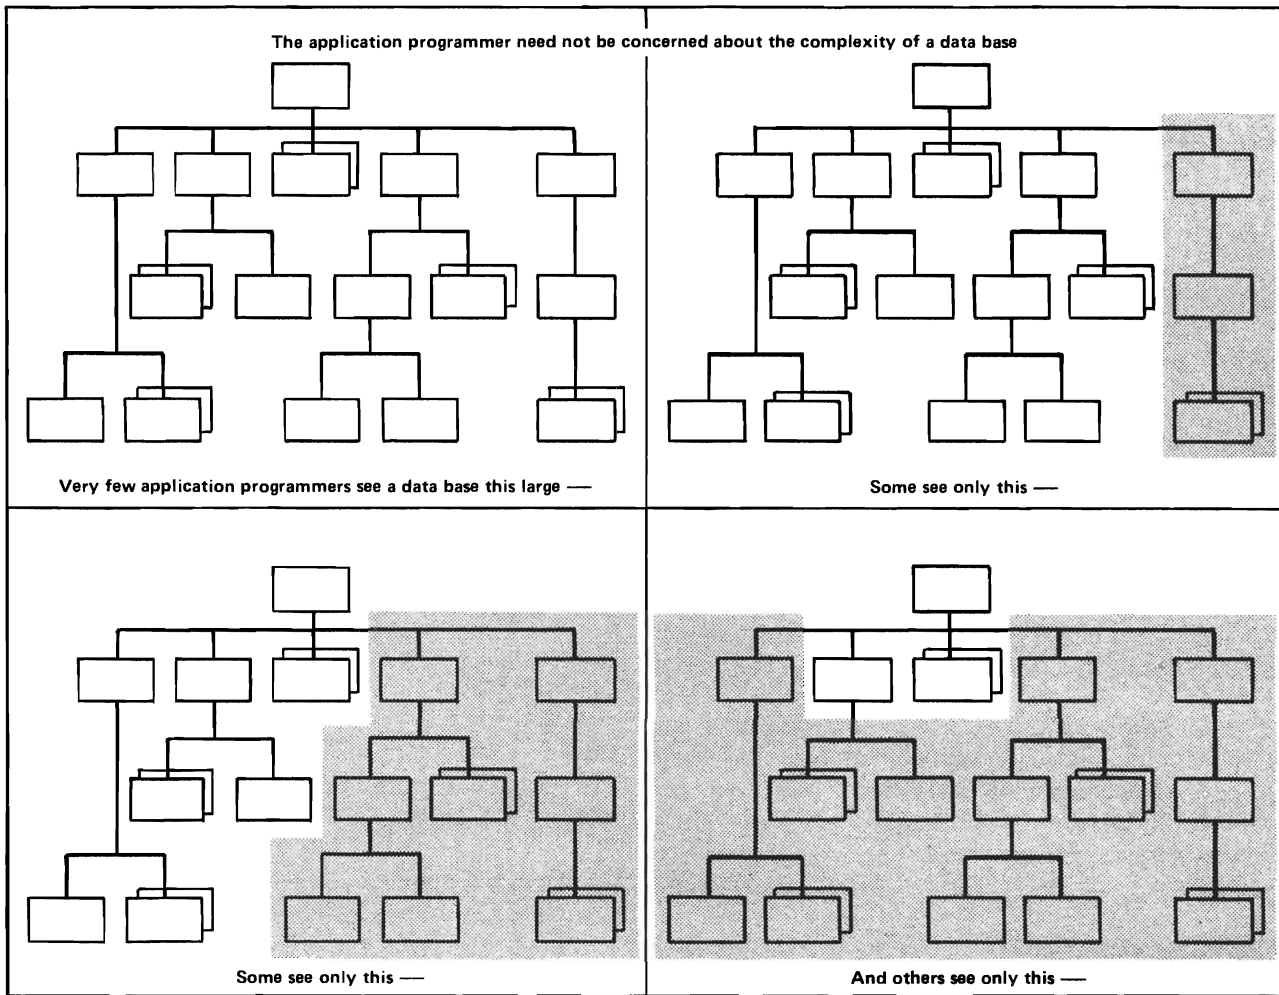 The application programmer need not be concerned about the complexity of a data base
Very few application programmers see a data base this large —
Some see only this —
Some see only this —
And others see only this —